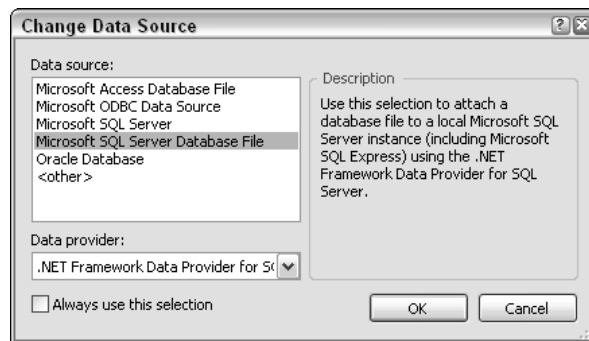 Change Data Source
Data source:
Microsoft Access Database File
Microsoft ODBC Data Source
Microsoft SQL Server
Microsoft SQL Server Database File
Oracle Database
<other>
Description
Use this selection to attach a
database file to a local Microsoft SQL
Server instance (including Microsoft
SQL Express) using the .NET
Framework Data Provider for SQL
Server.
Data provider:
.NET Framework Data Provider for S
Always use this selection
OK
Cancel